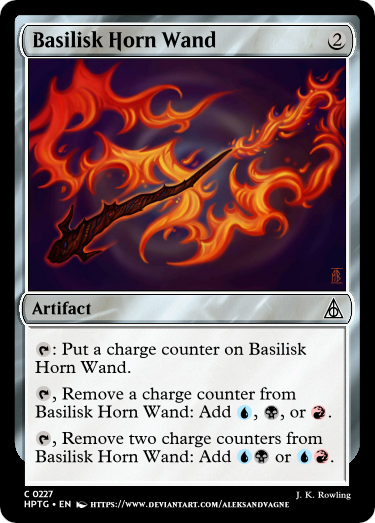 Basilisk Horn Wand 2
Artifact
: Put a charge counter on Basilisk
Horn Wand.
, Remove a charge counter from
Basilisk Horn Wand: Add , , or .
, Remove two charge counters from
Basilisk Horn Wand: Add or .
C 0227 J. K. Rowling
HPTG • EN HTTPS://WWW.DEVIANTART.COM/ALEKSANDVAGNE